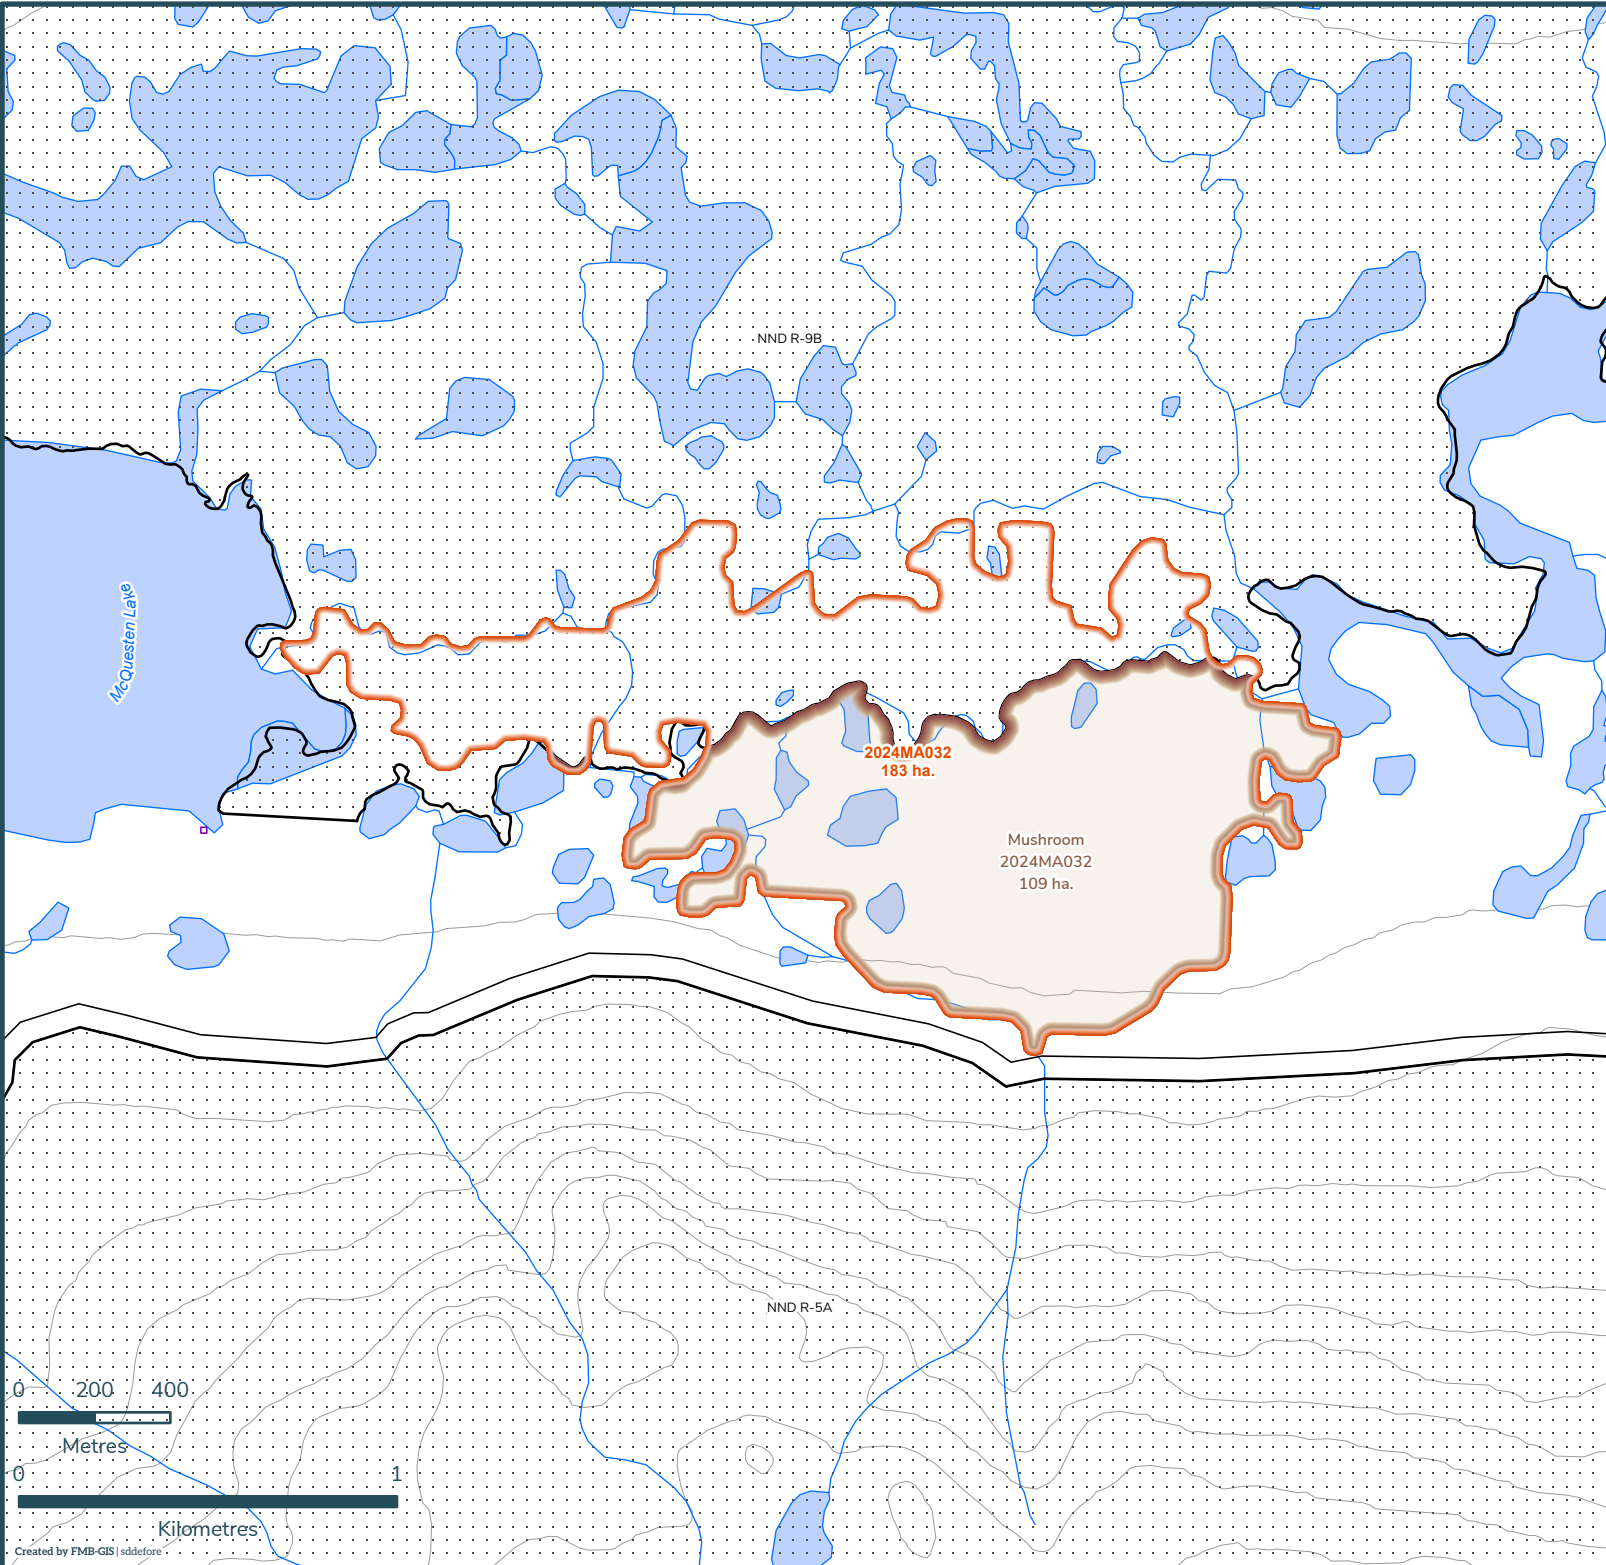 NND R-9B
McQuesten Lake
2024MA032
183 ha.
Mushroom
2024MA032
109 ha.
NND R-5A
0 200 400
Metres
0 1
Kilometres
Created by FMB-GIS | sddefore